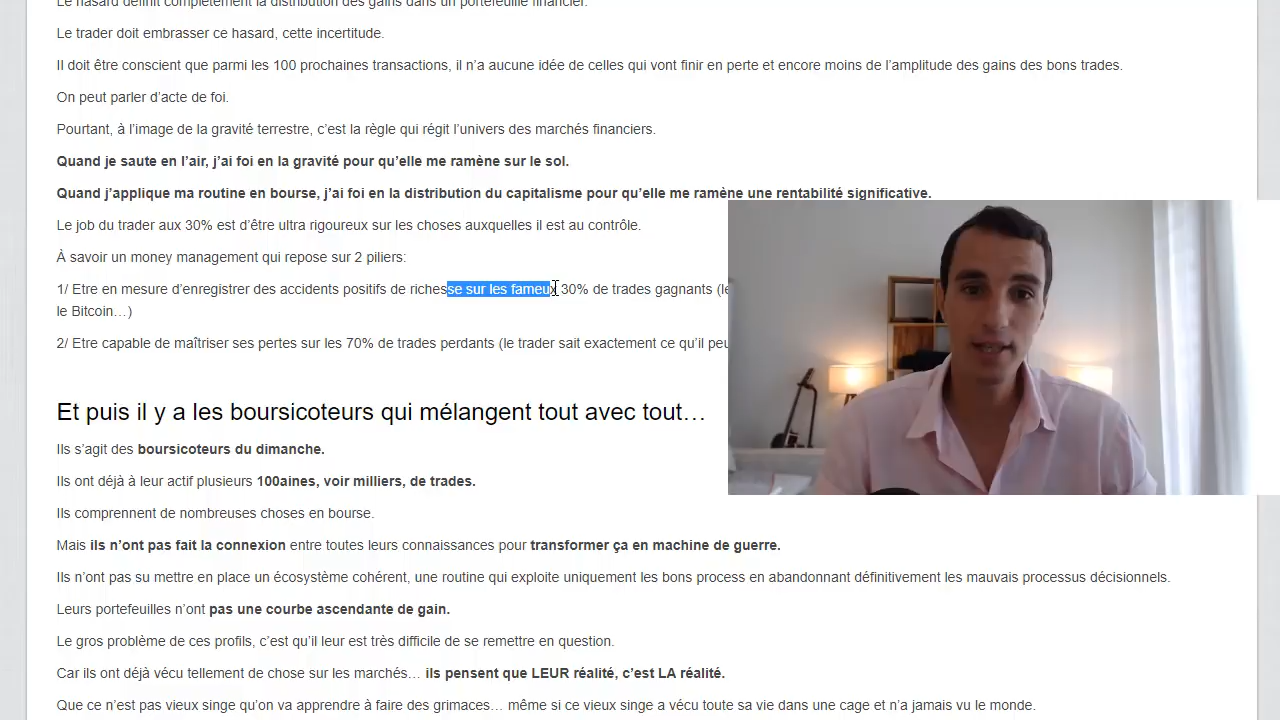 Le hasard définit complètement la distribution des gains dans un portefeuille financier.
Le trader doit embrasser ce hasard, cette incertitude.
Il doit être conscient que parmi les 100 prochaines transactions, il n’a aucune idée de celles qui vont finir en perte et encore moins de l’amplitude des gains des bons trades.
On peut parler d’acte de foi.
Pourtant, à l’image de la gravité terrestre, c’est la règle qui régit l’univers des marchés financiers.
Quand je saute en l’air, j’ai foi en la gravité pour qu’elle me ramène sur le sol.
Quand j’applique ma routine en bourse, j’ai foi en la distribution du capitalisme pour qu’elle me ramène une rentabilité significative.
Le job du trader aux 30% est d’être ultra rigoureux sur les choses auxquelles il est au contrôle.
À savoir un money management qui repose sur 2 piliers:
1/ Etre en mesure d’enregistrer des accidents positifs de richesse sur les fameux 30% de trades gagnants
le Bitcoin…)
2/ Etre capable de maîtriser ses pertes sur les 70% de trades perdants (le trader sait exactement ce qu’il
Et puis il y a les boursicoteurs qui mélangent tout avec tout…
Ils s’agit des boursicoteurs du dimanche.
Ils ont déjà à leur actif plusieurs 100aines, voir milliers, de trades.
Ils comprennent de nombreuses choses en bourse.
Mais ils n’ont pas fait la connexion entre toutes leurs connaissances pour transformer ça en machine de guerre.
Ils n’ont pas su mettre en place un écosystème cohérent, une routine qui exploite uniquement les bons process en abandonnant définitivement les mauvais processus décisionnels.
Leurs portefeuilles n’ont pas une courbe ascendante de gain.
Le gros problème de ces profils, c’est qu’il leur est très difficile de se remettre en question.
Car ils ont déjà vécu tellement de chose sur les marchés… ils pensent que LEUR réalité, c’est LA réalité.
Que ce n’est pas vieux singe qu’on va apprendre à faire des grimaces… même si ce vieux singe a vécu toute sa vie dans une cage et n’a jamais vu le monde.